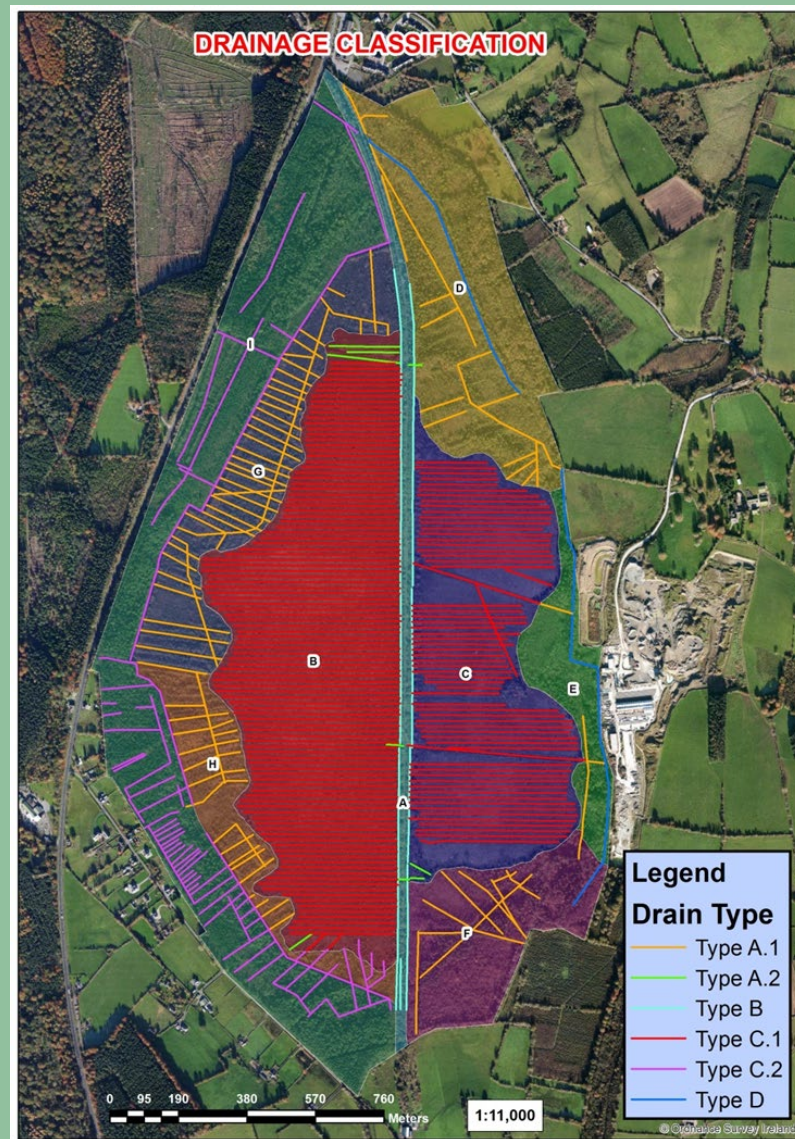 DRAINAGE CLASSIFICATION
D
I
G
B
C
E
H
A
F
Legend
Drain Type
Type A.1
Type A.2
Type B
Type C.1
Type C.2
Type D
0 95 190 380 570 760
Meters
1:11,000
© Ordnance Survey Ireland